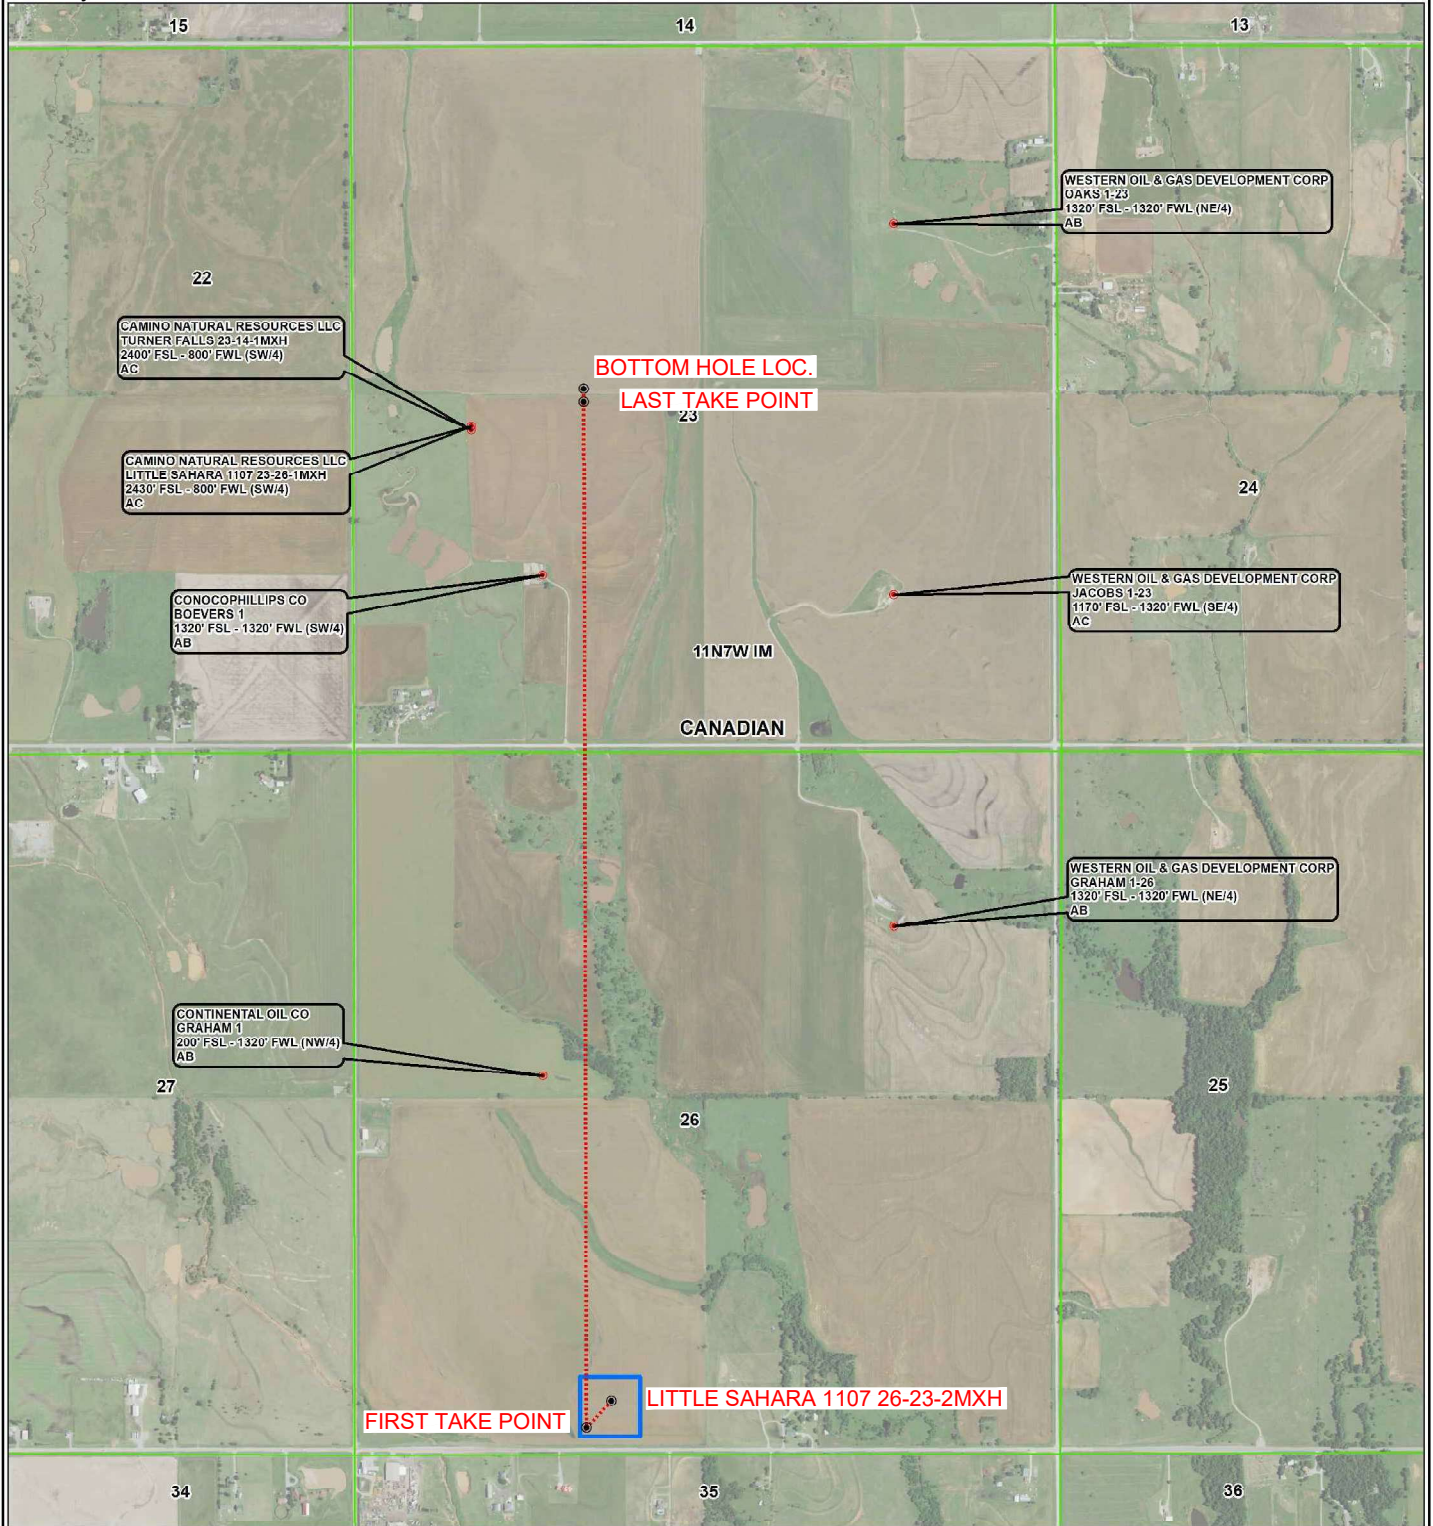 15
14
13
WESTERN OIL & GAS DEVELOPMENT CORP
OAKS 1-23
1320' FSL - 1320' FWL (NE/4)
AB
22
CAMINO NATURAL RESOURCES LLC
TURNER FALLS 23-14-1MXH
2400' FSL - 800' FWL (SW/4)
AC
BOTTOM HOLE LOC.
LAST TAKE POINT
23
CAMINO NATURAL RESOURCES LLC
LITTLE SAHARA 1107 23-26-1MXH
2430' FSL - 800' FWL (SW/4)
AC
24
CONOCOPHILLIPS CO
BOEVERS 1
1320' FSL - 1320' FWL (SW/4)
AB
WESTERN OIL & GAS DEVELOPMENT CORP
JACOBS 1-23
1170' FSL - 1320' FWL (SE/4)
AC
11N7W IM
CANADIAN
WESTERN OIL & GAS DEVELOPMENT CORP
GRAHAM 1-26
1320' FSL - 1320' FWL (NE/4)
AB
CONTINENTAL OIL CO
GRAHAM 1
200' FSL - 1320' FWL (NW/4)
AB
27
25
26
LITTLE SAHARA 1107 26-23-2MXH
FIRST TAKE POINT
34
35
36